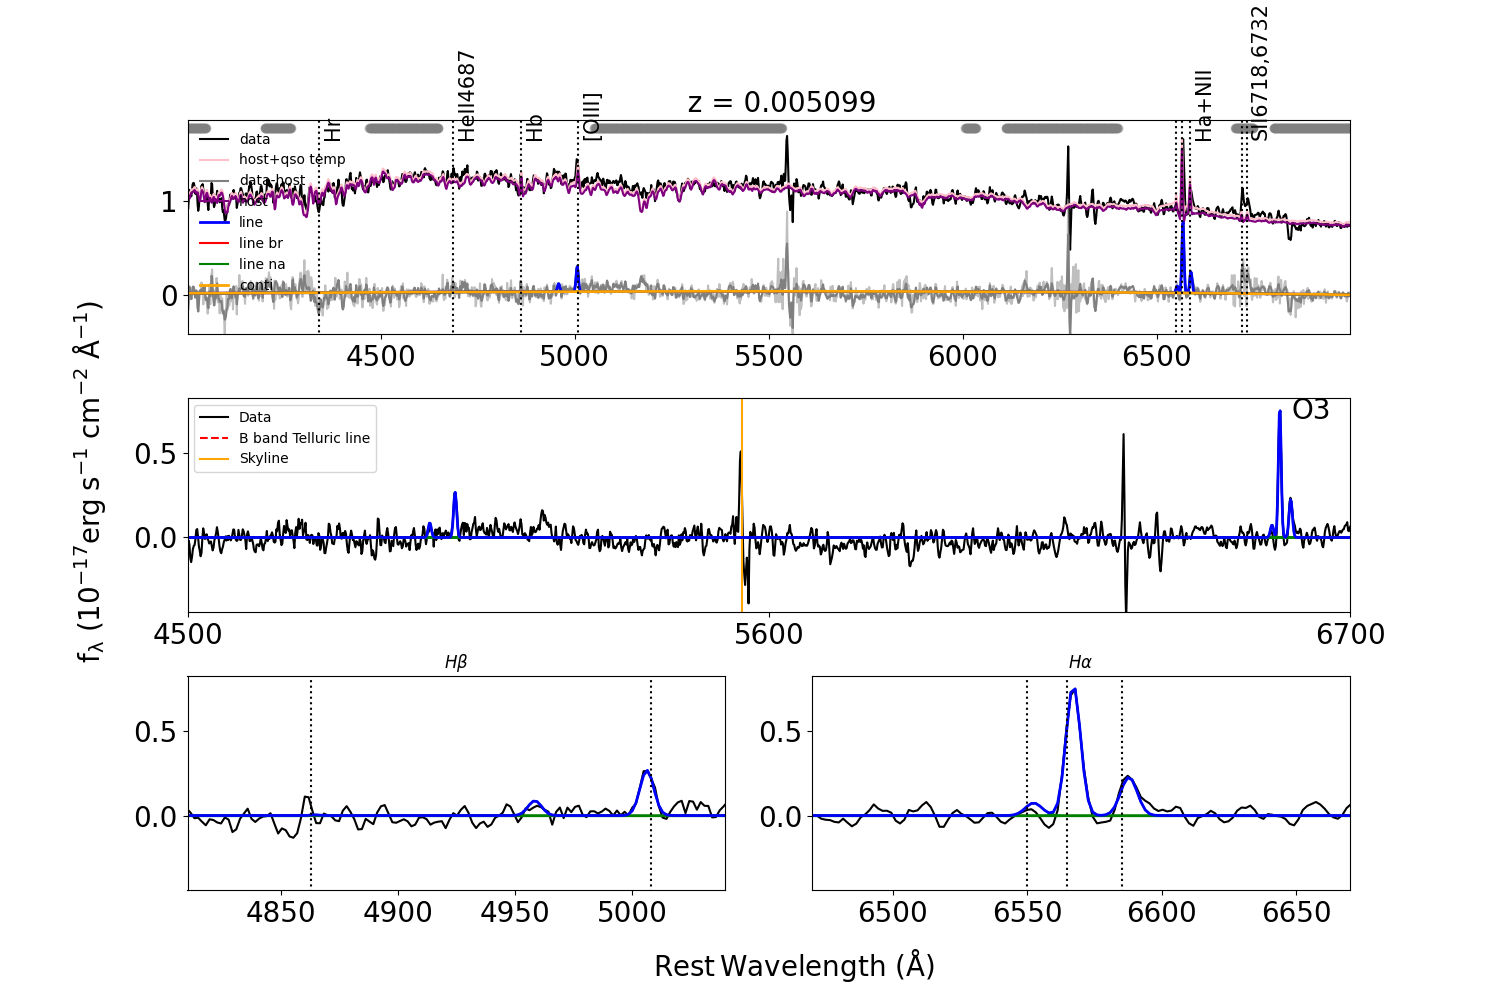 z = 0.005099
Hr
HeII4687
Hb
[OIII]
Ha+NII
SII6718,6732
data
host+qso temp
data-host
host
line
line br
line na
conti
1
0
4500 5000 5500 6000 6500
Data
B band Telluric line
Skyline
O3
0.5
0.0
4500 5600 6700
fλ (10−17erg s−1 cm−2 Å−1)
Hβ
0.5
0.0
4850 4900 4950 5000
Hα
0.5
0.0
6500 6550 6600 6650
Rest Wavelength (Å)